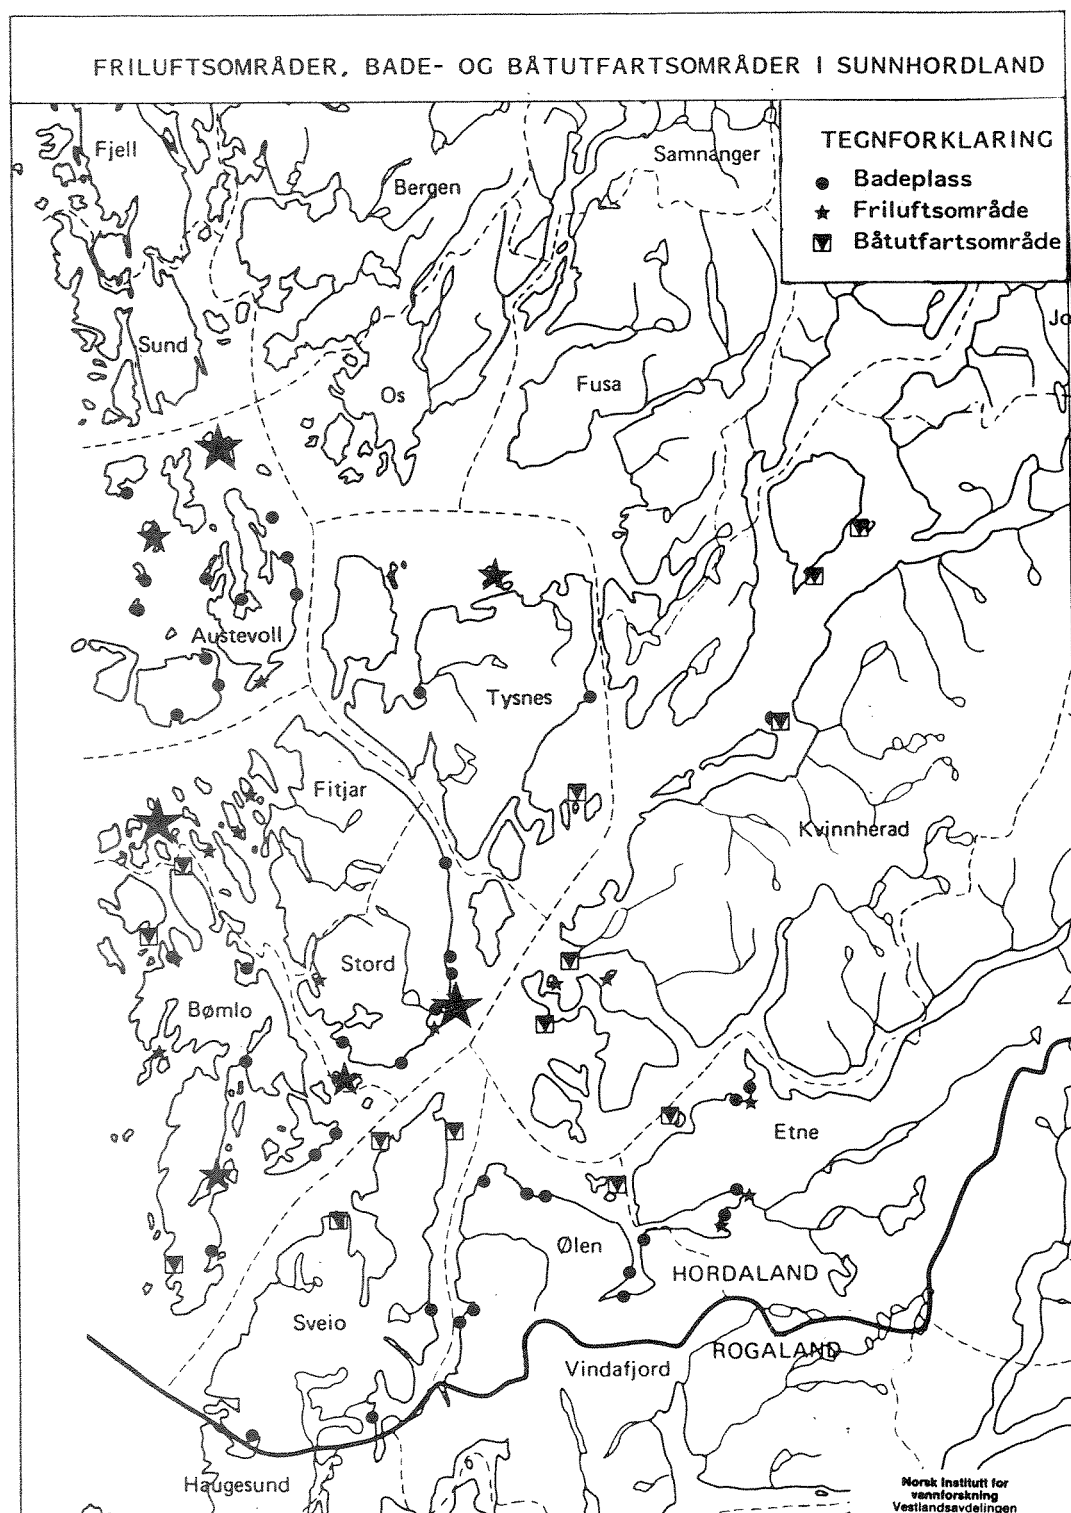 FRILUFTSOMRÅDER, BADE- OG BÅTUTFARTSOMRÅDER I SUNNHORDLAND
TEGNFORKLARING
Badeplass
Friluftsområde
Båtutfartsområde
Fjell
Samnanger
Bergen
Jo
Sund
Os
Fusa
Austevoll
Tysnes
Fitjar
Kvinnherad
Stord
Bømlo
Etne
Ølen
HORDALAND
Sveio
ROGALAND
Vindafjord
Haugesund
Norsk institutt for
vannforskning
Vestlandsavdelingen